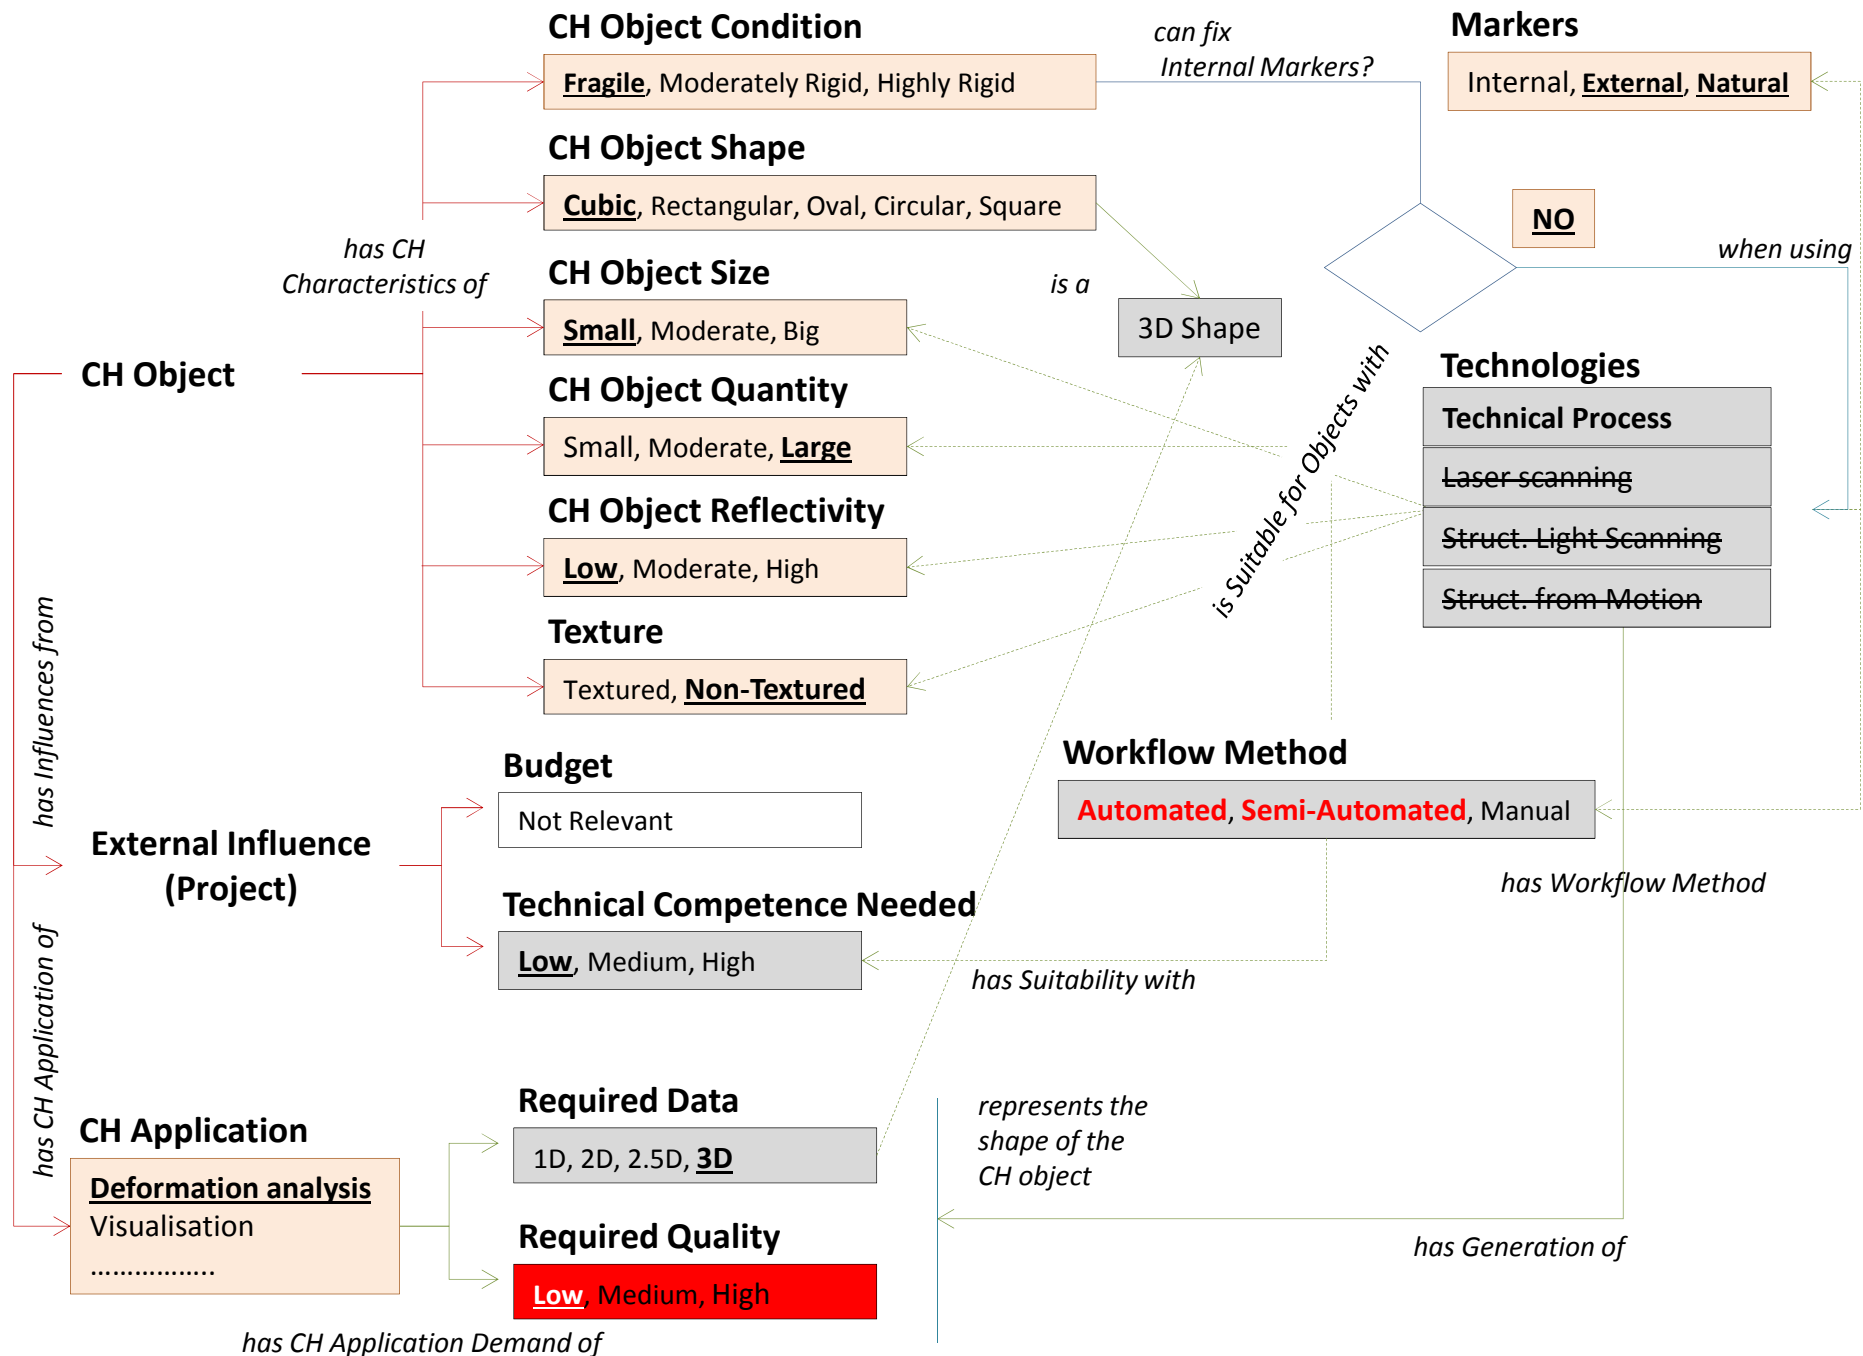 CH Object Condition
Fragile, Moderately Rigid, Highly Rigid
can fix
Internal Markers?
Markers
Internal, External, Natural
CH Object Shape
Cubic, Rectangular, Oval, Circular, Square
NO
when using
has CH
Characteristics of
CH Object Size
Small, Moderate, Big
is a
3D Shape
CH Object
CH Object Quantity
Small, Moderate, Large
is Suitable for Objects with
Technologies
Technical Process
Laser scanning
Struct. Light Scanning
Struct. from Motion
CH Object Reflectivity
Low, Moderate, High
Texture
Textured, Non-Textured
has Influences from
Budget
Not Relevant
Workflow Method
Automated, Semi-Automated, Manual
External Influence
(Project)
has Workflow Method
Technical Competence Needed
Low, Medium, High
has Suitability with
has CH Application of
CH Application
Deformation analysis
Visualisation
……………..
Required Data
1D, 2D, 2.5D, 3D
represents the
shape of the
CH object
Required Quality
Low, Medium, High
has Generation of
has CH Application Demand of